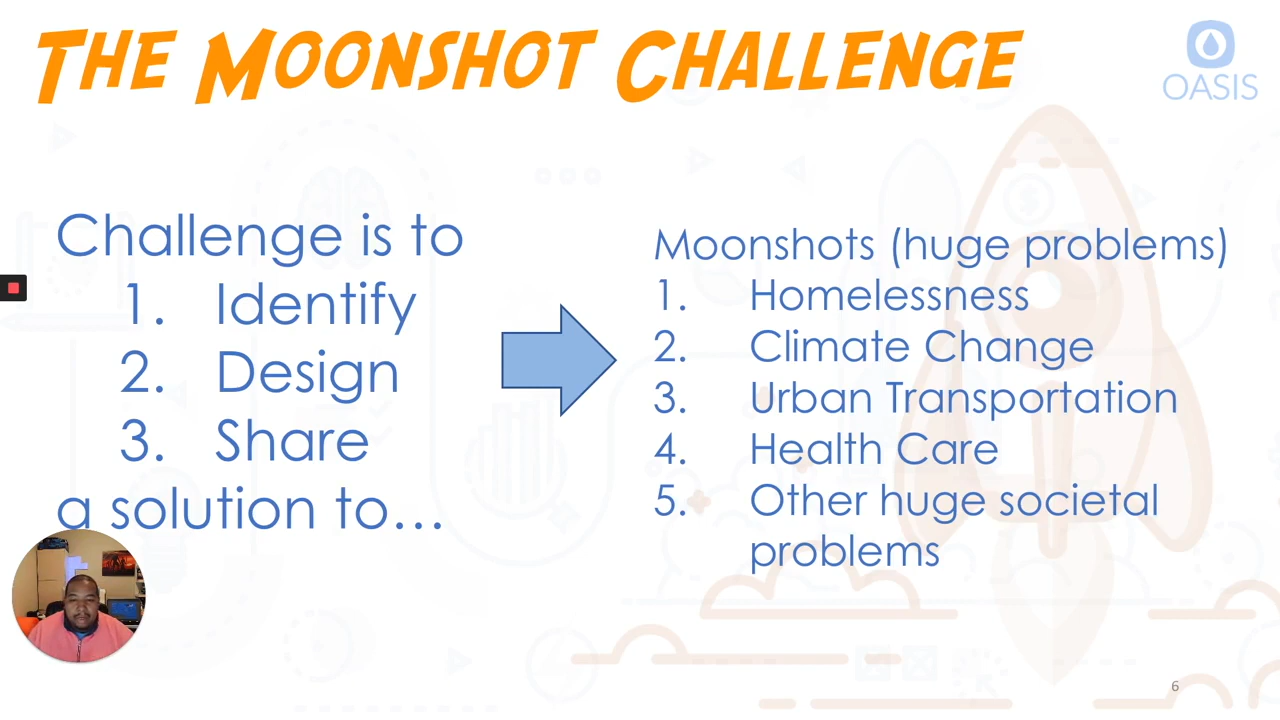 The Moonshot Challenge
OASIS
Challenge is to
1. Identify
2. Design
3. Share
a solution to...
Moonshots (huge problems)
1. Homelessness
2. Climate Change
3. Urban Transportation
4. Health Care
5. Other huge societal
problems
6